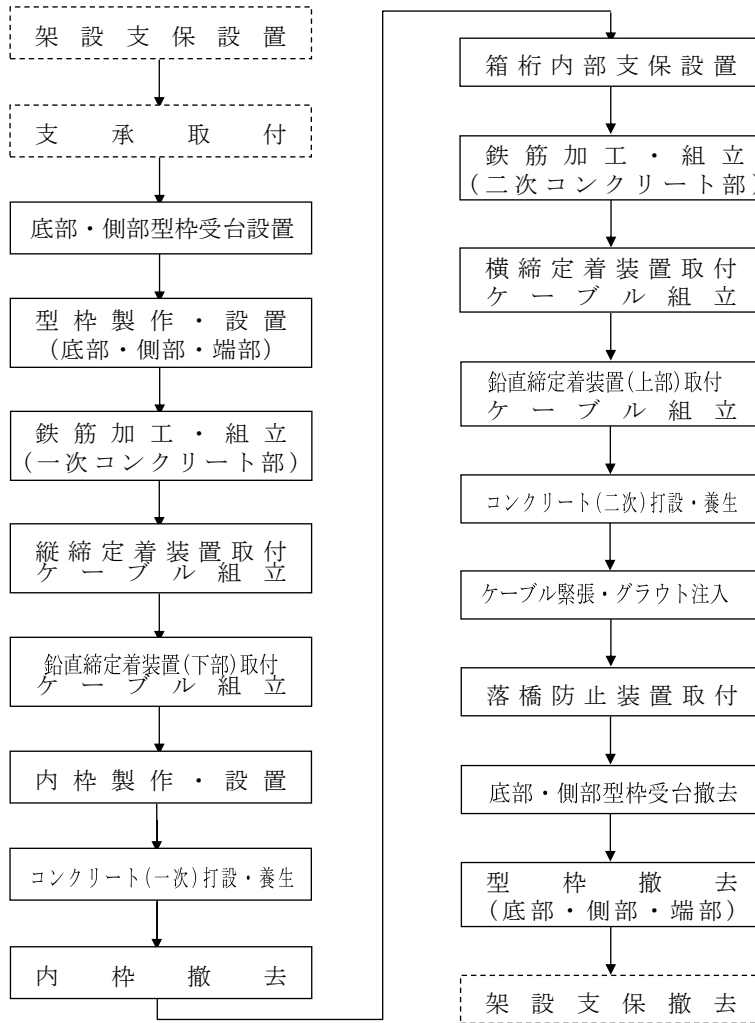 架設支保設置
支承取付
底部・側部型枠受台設置
型枠製作・設置
(底部・側部・端部)
鉄筋加工・組立
(一次コンクリート部)
縦締定着装置取付
ケーブル組立
鉛直締定着装置(下部)取付
ケーブル組立
内枠製作・設置
コンクリート(一次)打設・養生
内枠撤去
箱桁内部支保設置
鉄筋加工・組立
(二次コンクリート部)
横締定着装置取付
ケーブル組立
鉛直締定着装置(上部)取付
ケーブル組立
コンクリート(二次)打設・養生
ケーブル緊張・グラウト注入
落橋防止装置取付
底部・側部型枠受台撤去
型枠撤去
(底部・側部・端部)
架設支保撤去